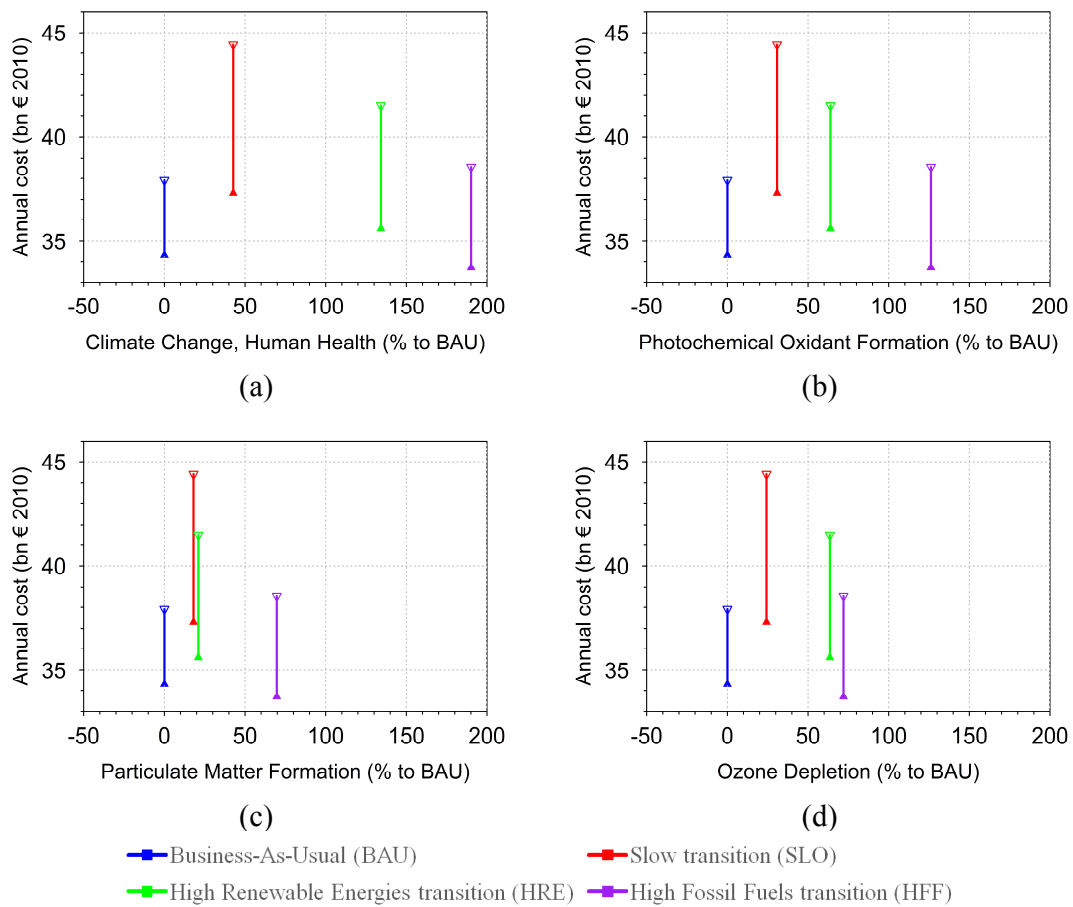 45
40
35
Annual cost (bn € 2010)
-50 0 50 100 150 200
Climate Change, Human Health (% to BAU)
(a)
45
40
35
Annual cost (bn € 2010)
-50 0 50 100 150 200
Photochemical Oxidant Formation (% to BAU)
(b)
45
40
35
Annual cost (bn € 2010)
-50 0 50 100 150 200
Particulate Matter Formation (% to BAU)
(c)
45
40
35
Annual cost (bn € 2010)
-50 0 50 100 150 200
Ozone Depletion (% to BAU)
(d)
Business-As-Usual (BAU)
Slow transition (SLO)
High Renewable Energies transition (HRE)
High Fossil Fuels transition (HFF)